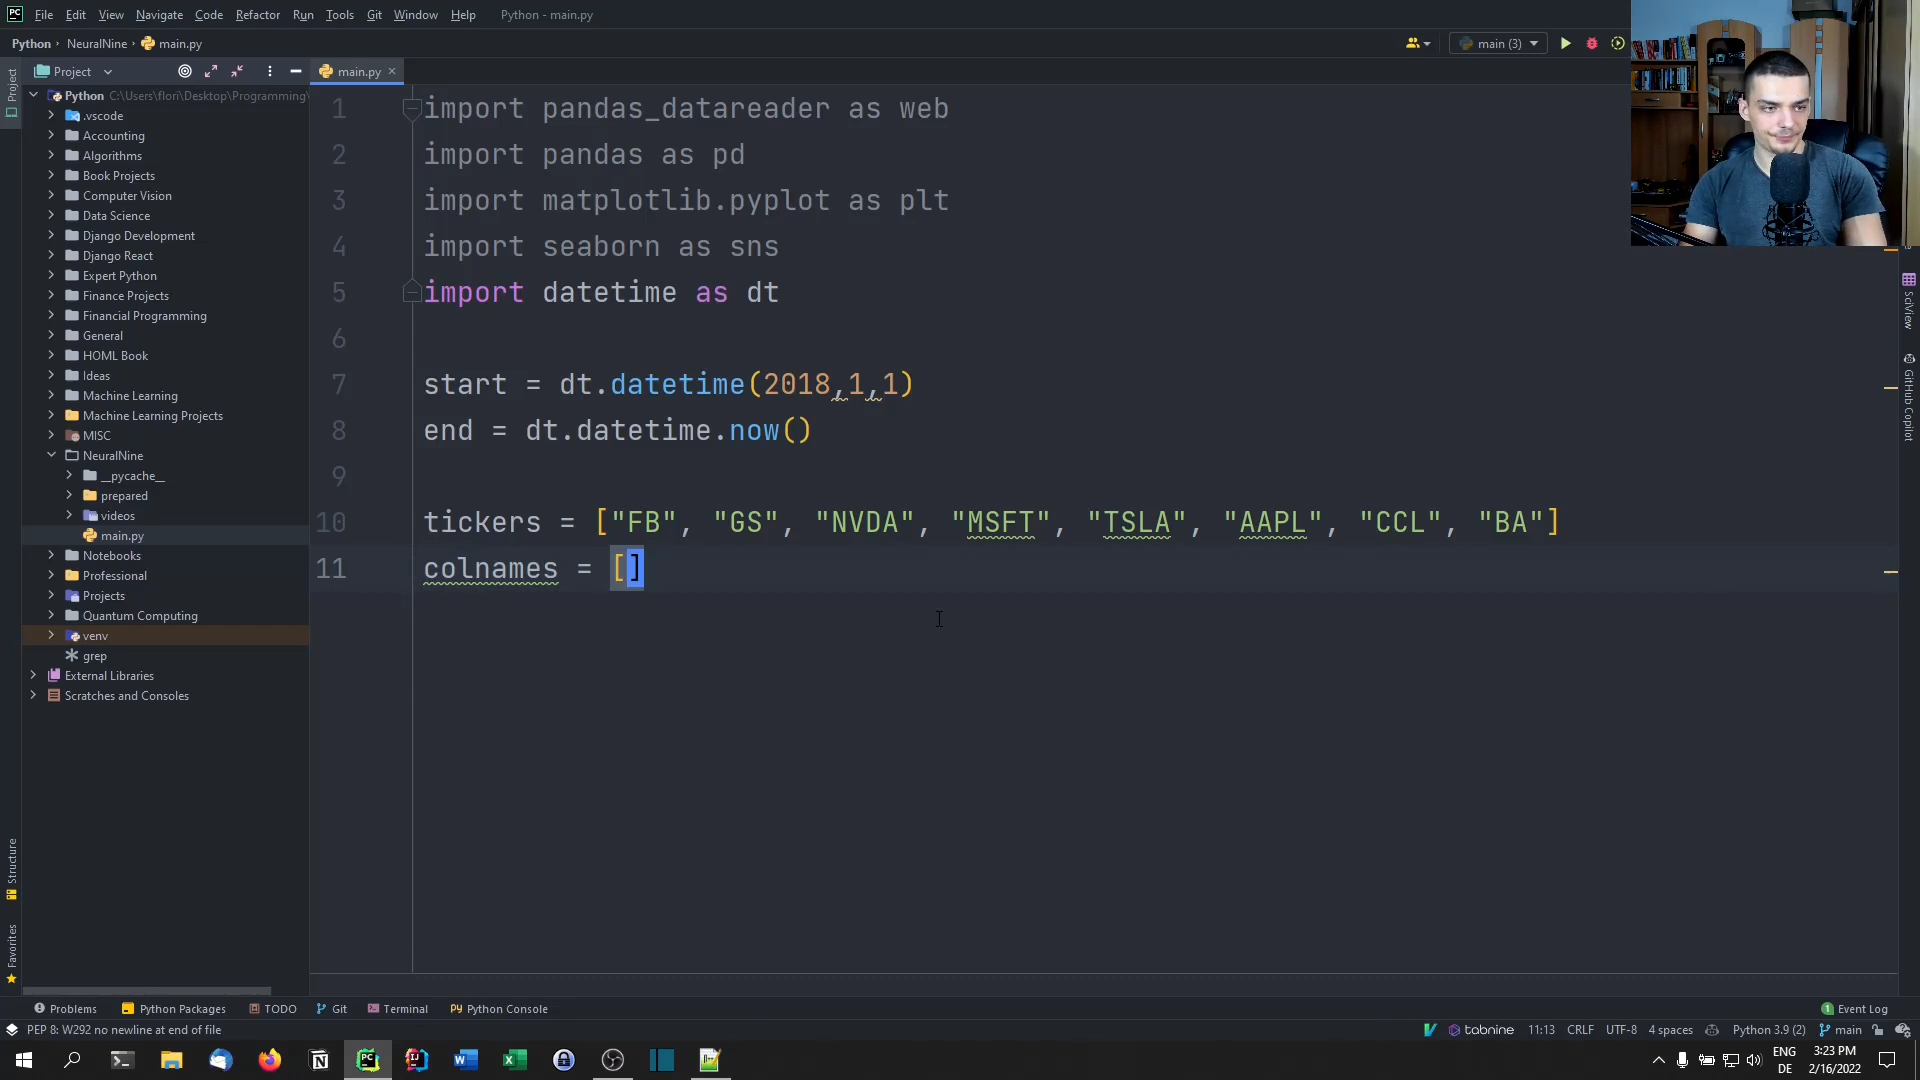 PC File Edit View Navigate Code Refactor Run Tools Git Window Help Python - main.py
Python NeuralNine main.py
main (3)
Project
main.py
Project
Python C:\Users\flori\Desktop\Programming\
.vscode
Accounting
Algorithms
Book Projects
Computer Vision
Data Science
Django Development
Django React
Expert Python
Finance Projects
Financial Programming
General
HOML Book
Ideas
Machine Learning
Machine Learning Projects
MISC
NeuralNine
__pycache__
prepared
videos
main.py
Notebooks
Professional
Projects
Quantum Computing
venv
grep
External Libraries
Scratches and Consoles
Structure
Favorites
1 import pandas_datareader as web
2 import pandas as pd
3 import matplotlib.pyplot as plt
4 import seaborn as sns
5 import datetime as dt
6
7 start = dt.datetime(2018,1,1)
8 end = dt.datetime.now()
9
10 tickers = ["FB", "GS", "NVDA", "MSFT", "TSLA", "AAPL", "CCL", "BA"]
11 colnames = []
SciView
GitHub Copilot
Problems Python Packages TODO Git Terminal Python Console
1 Event Log
PEP 8: W292 no newline at end of file
tabnine 11:13 CRLF UTF-8 4 spaces Python 3.9 (2) main
ENG
DE
3:23 PM
2/16/2022